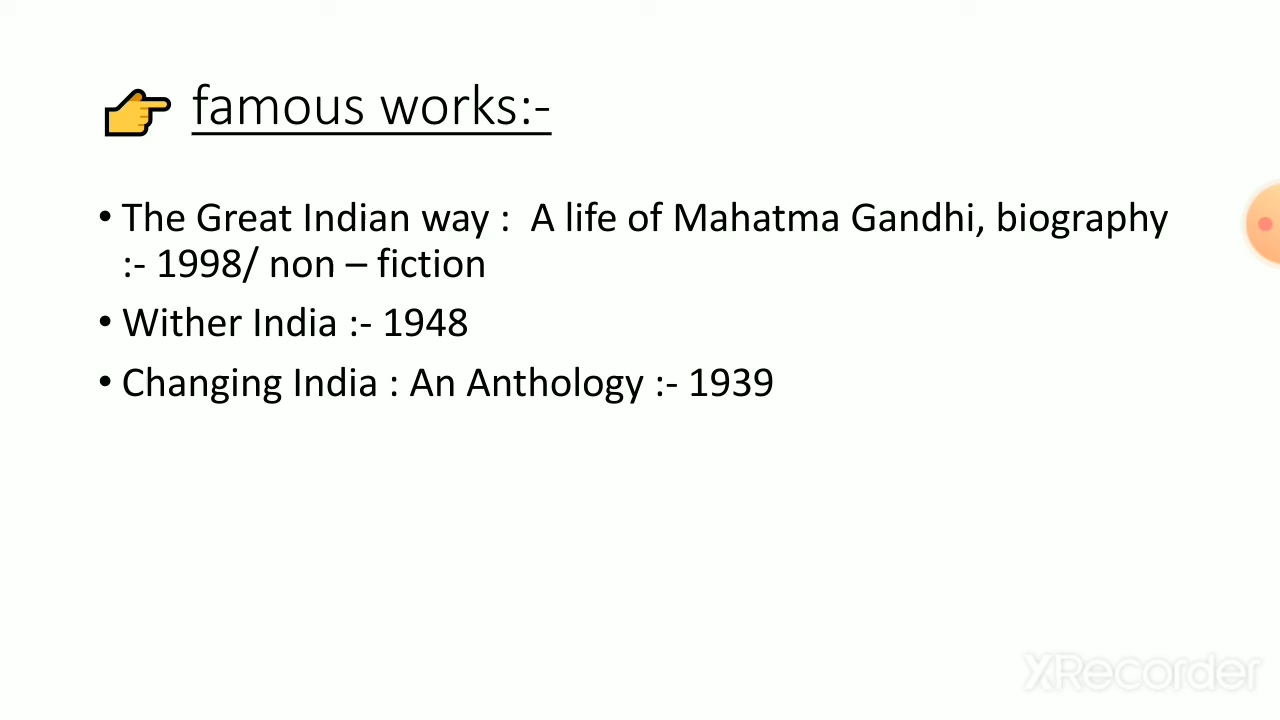 👉 famous works:-
• The Great Indian way :  A life of Mahatma Gandhi, biography
:- 1998/ non – fiction
• Wither India :- 1948
• Changing India : An Anthology :- 1939
XRecorder